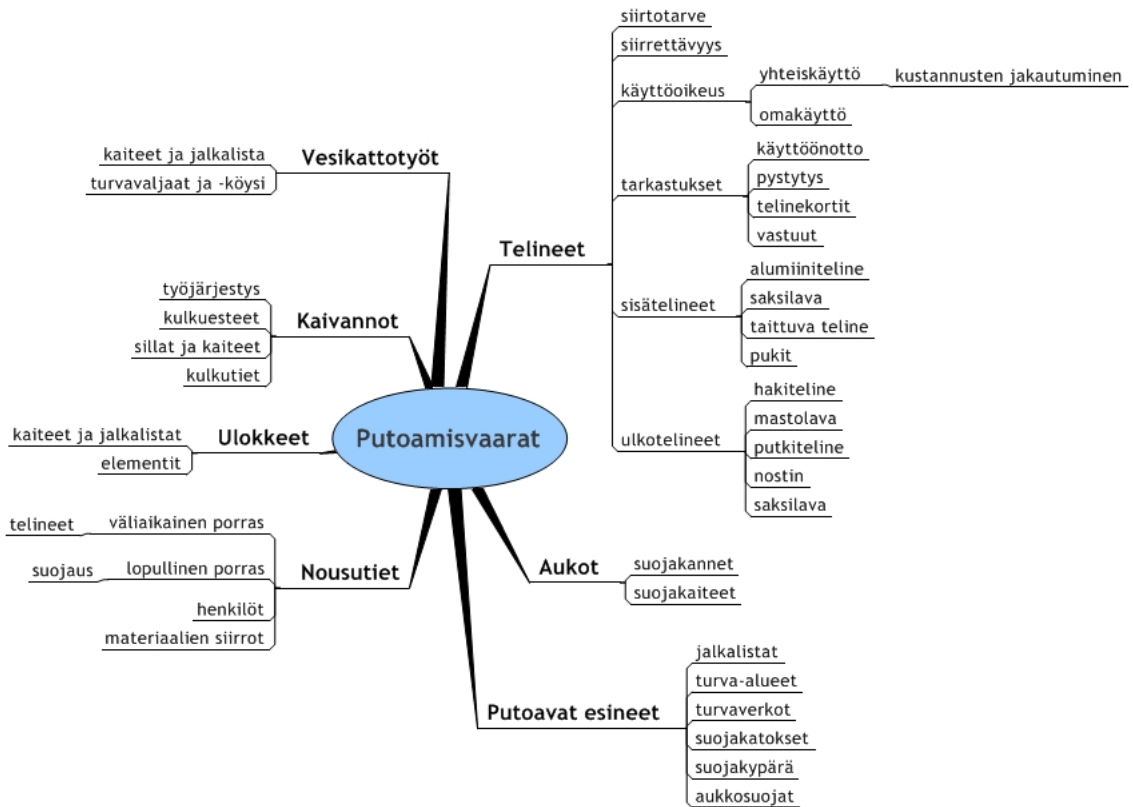 Putoamisvaarat
Telineet
siirtotarve
siirrettävyys
käyttöoikeus
yhteiskäyttö
kustannusten jakautuminen
omakäyttö
tarkastukset
käyttöönotto
pystytys
telinekortit
vastuut
sisätelineet
alumiiniteline
saksilava
taittuva teline
pukit
ulkotelineet
hakiteline
mastolava
putkiteline
nostin
saksilava
Aukot
suojakannet
suojakaiteet
Putoavat esineet
jalkalistat
turva-alueet
turvaverkot
suojakatokset
suojakypärä
aukkosuojat
Vesikattotyöt
kaiteet ja jalkalista
turvavaljaat ja -köysi
Kaivannot
työjärjestys
kulkuesteet
sillat ja kaiteet
kulkutiet
Ulokkeet
kaiteet ja jalkalistat
elementit
Nousutiet
väliaikainen porras
telineet
lopullinen porras
suojaus
henkilöt
materiaalien siirrot